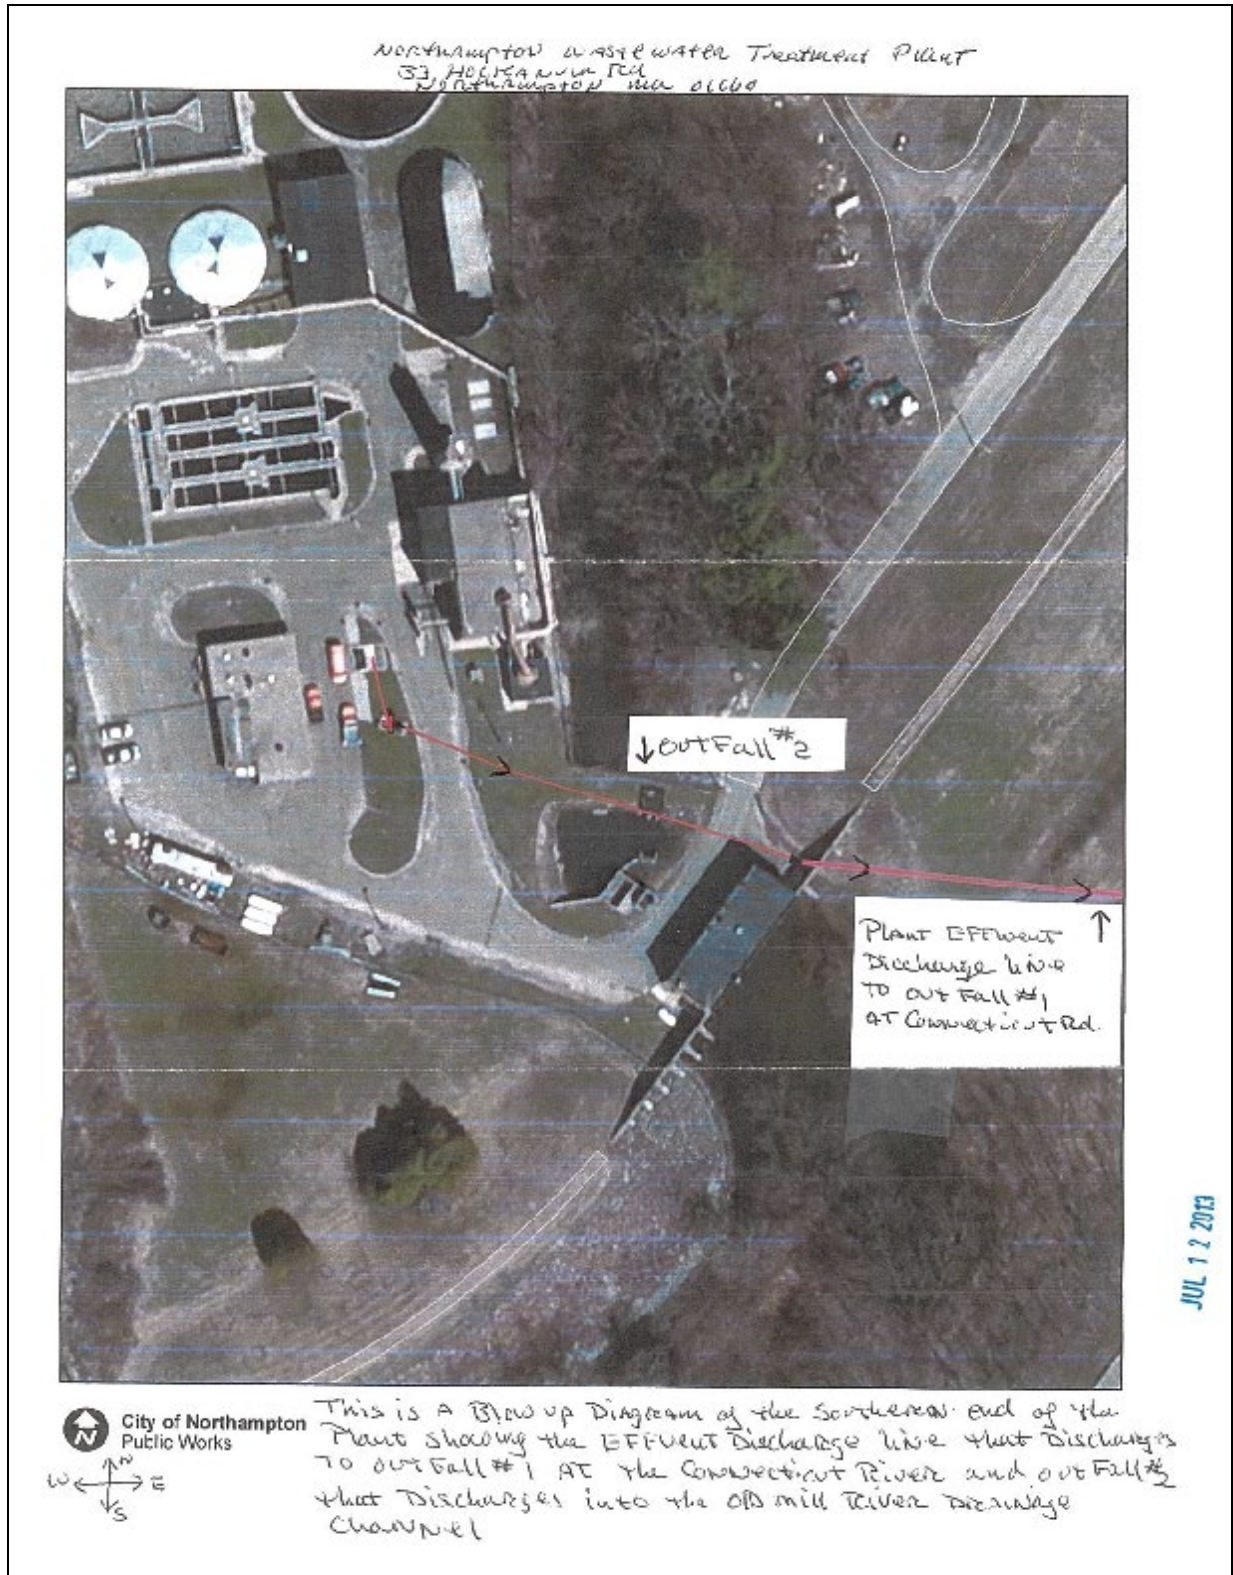 Northampton Wastewater Treatment Plant
33 Hockanum Rd
Northampton MA 01060
↓ OutFall #2
Plant Effluent ↑
Discharge line
TO OutFall #1
AT Connecticut Rd.
JUL 12 2013
N
City of Northampton
Public Works
N
W E
S
This is A Blow up Diagram of the Southern end of the
Plant showing the Effluent Discharge line that Discharges
TO OutFall #1 AT the Connecticut River and outFall #2
that Discharges into the Old mill River Drainage
Channel